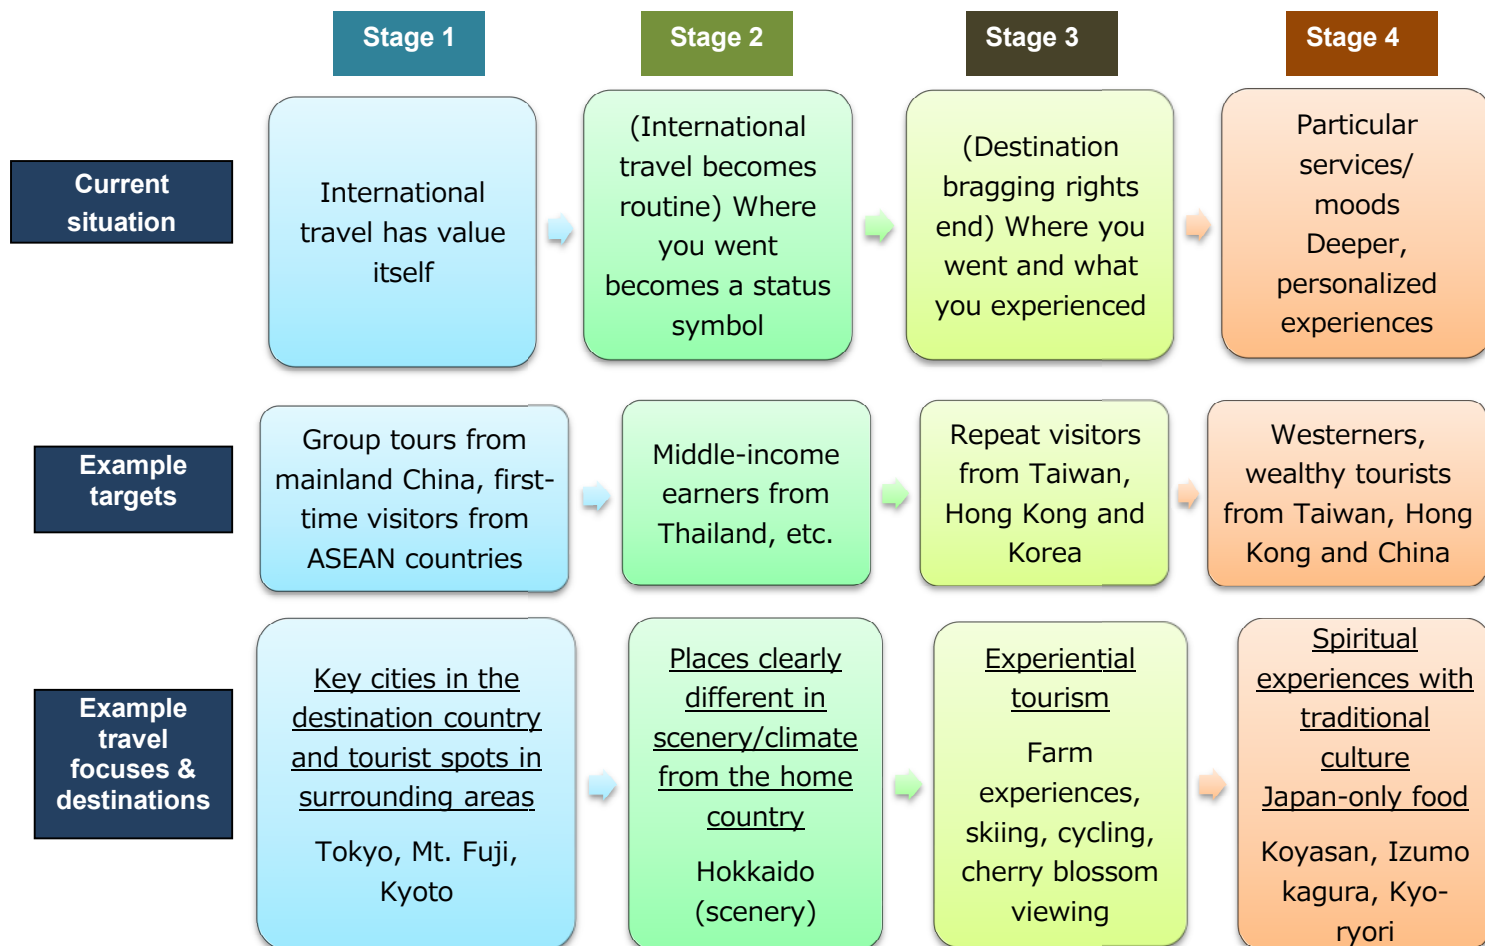 Stage 1
Stage 2
Stage 3
Stage 4
Current
situation
International
travel has value
itself
(International
travel becomes
routine) Where
you went
becomes a status
symbol
(Destination
bragging rights
end) Where you
went and what
you experienced
Particular
services/
moods
Deeper,
personalized
experiences
Example
targets
Group tours from
mainland China, first-
time visitors from
ASEAN countries
Middle-income
earners from
Thailand, etc.
Repeat visitors
from Taiwan,
Hong Kong and
Korea
Westerners,
wealthy tourists
from Taiwan, Hong
Kong and China
Example
travel
focuses &
destinations
Key cities in the
destination country
and tourist spots in
surrounding areas
Tokyo, Mt. Fuji,
Kyoto
Places clearly
different in
scenery/climate
from the home
country
Hokkaido
(scenery)
Experiential
tourism
Farm
experiences,
skiing, cycling,
cherry blossom
viewing
Spiritual
experiences with
traditional
culture
Japan-only food
Koyasan, Izumo
kagura, Kyo-
ryori